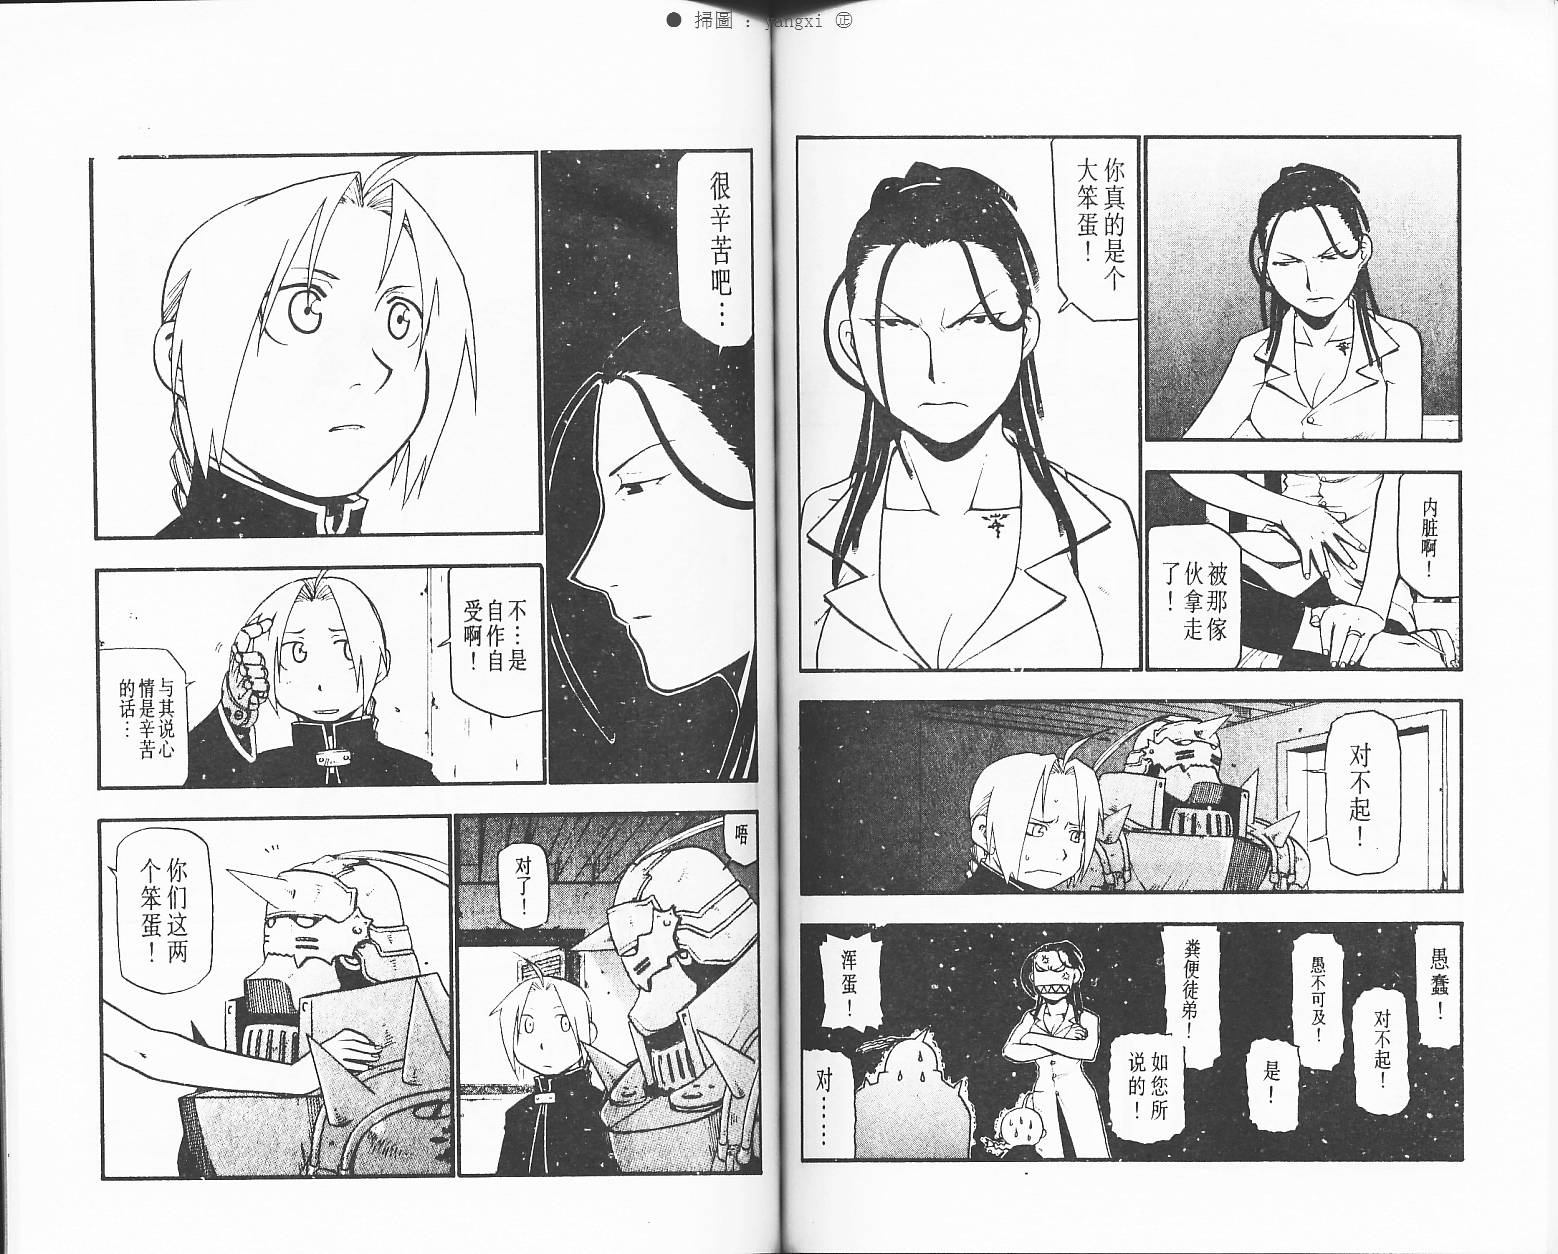 ● 掃圖 : yangxi ㊣
内脏啊！
被那傢
伙拿走
了！
你真的是个
大笨蛋！
对不起！
愚蠢！
对不起！
愚不可及！
是！
粪便徒弟！
如您所
说的！
浑蛋！
对……
很辛苦吧…
不…是
自作自
受啊！
与其说心
情是辛苦
的话…
唔
对了！
你们这两
个笨蛋！